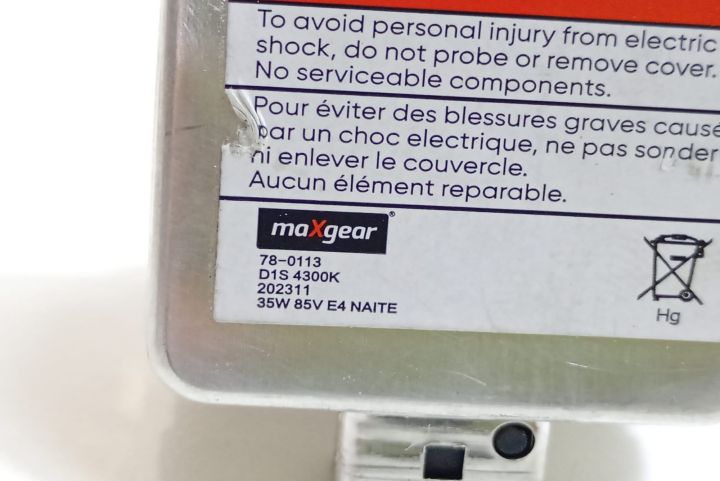 To avoid personal injury from electric
shock, do not probe or remove cover.
No serviceable components.
Pour éviter des blessures graves causé
par un choc electrique, ne pas sonder
ni enlever le couvercle.
Aucun élément reparable.
maXgear®
78-0113
D1S 4300K
202311
35W 85V E4 NAITE
Hg